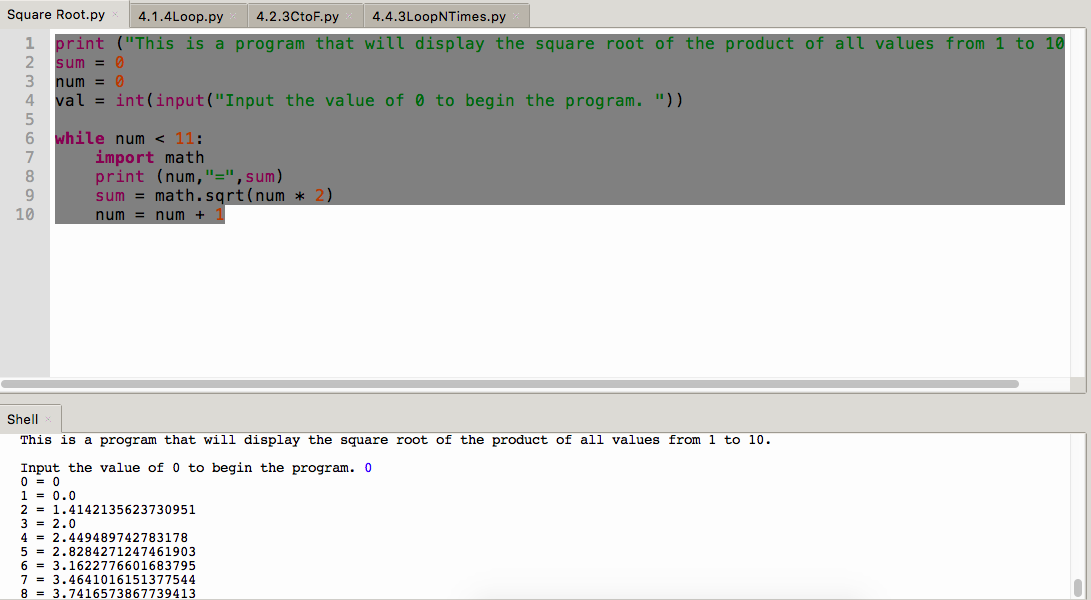 Square Root.py × 4.1.4Loop.py × 4.2.3CtoF.py × 4.4.3LoopNTimes.py ×
1 print ("This is a program that will display the square root of the product of all values from 1 to 10
2 sum = 0
3 num = 0
4 val = int(input("Input the value of 0 to begin the program. "))
5
6 while num < 11:
7     import math
8     print (num,"=",sum)
9     sum = math.sqrt(num * 2)
10     num = num + 1
Shell ×
This is a program that will display the square root of the product of all values from 1 to 10.
Input the value of 0 to begin the program. 0
0 = 0
1 = 0.0
2 = 1.4142135623730951
3 = 2.0
4 = 2.449489742783178
5 = 2.8284271247461903
6 = 3.1622776601683795
7 = 3.4641016151377544
8 = 3.7416573867739413